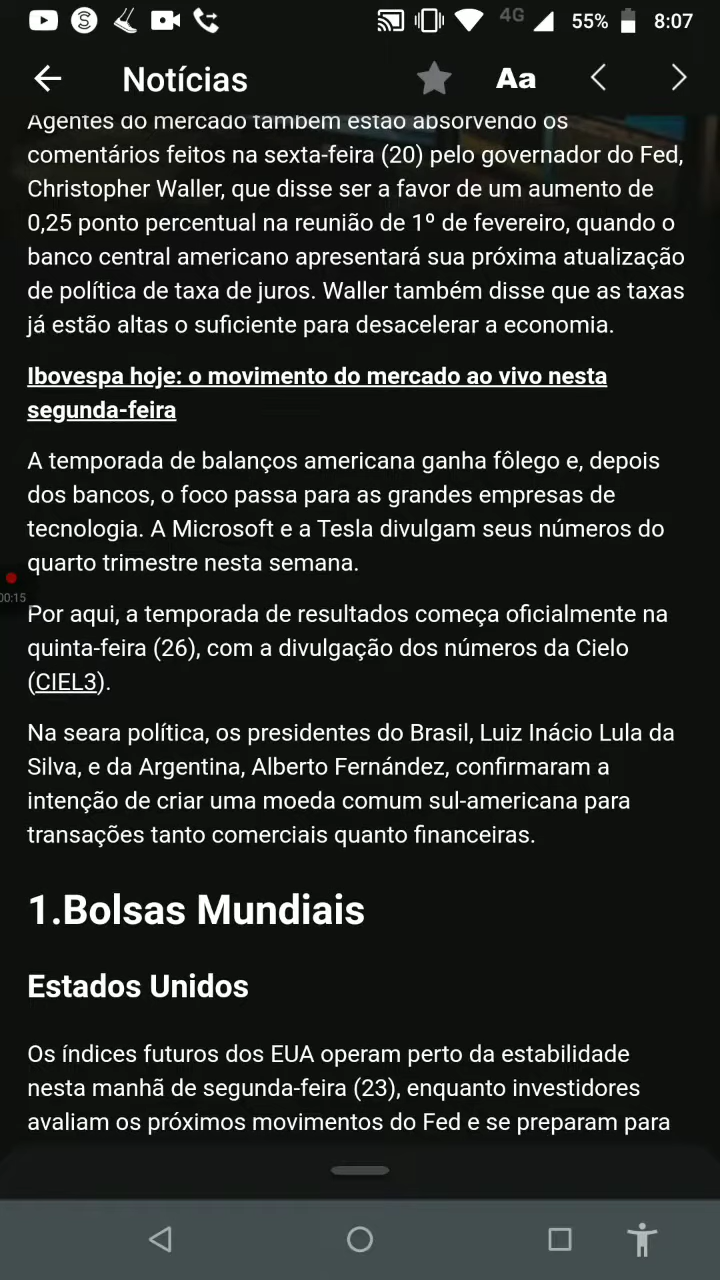 4G 55% 8:07
Notícias Aa
Agentes do mercado também estão absorvendo os
comentários feitos na sexta-feira (20) pelo governador do Fed,
Christopher Waller, que disse ser a favor de um aumento de
0,25 ponto percentual na reunião de 1º de fevereiro, quando o
banco central americano apresentará sua próxima atualização
de política de taxa de juros. Waller também disse que as taxas
já estão altas o suficiente para desacelerar a economia.
Ibovespa hoje: o movimento do mercado ao vivo nesta
segunda-feira
A temporada de balanços americana ganha fôlego e, depois
dos bancos, o foco passa para as grandes empresas de
tecnologia. A Microsoft e a Tesla divulgam seus números do
quarto trimestre nesta semana.
00:15
Por aqui, a temporada de resultados começa oficialmente na
quinta-feira (26), com a divulgação dos números da Cielo
(CIEL3).
Na seara política, os presidentes do Brasil, Luiz Inácio Lula da
Silva, e da Argentina, Alberto Fernández, confirmaram a
intenção de criar uma moeda comum sul-americana para
transações tanto comerciais quanto financeiras.
1.Bolsas Mundiais
Estados Unidos
Os índices futuros dos EUA operam perto da estabilidade
nesta manhã de segunda-feira (23), enquanto investidores
avaliam os próximos movimentos do Fed e se preparam para